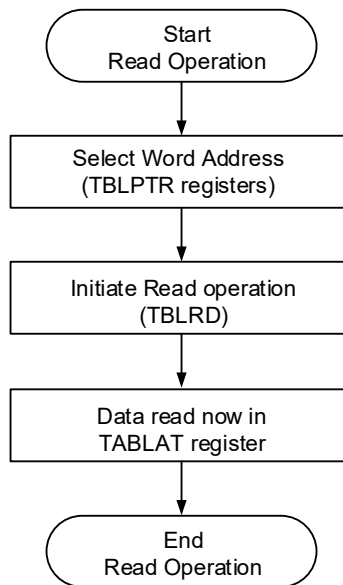 Start
Read Operation
Select Word Address
(TBLPTR registers)
Initiate Read operation
(TBLRD)
Data read now in
TABLAT register
End
Read Operation